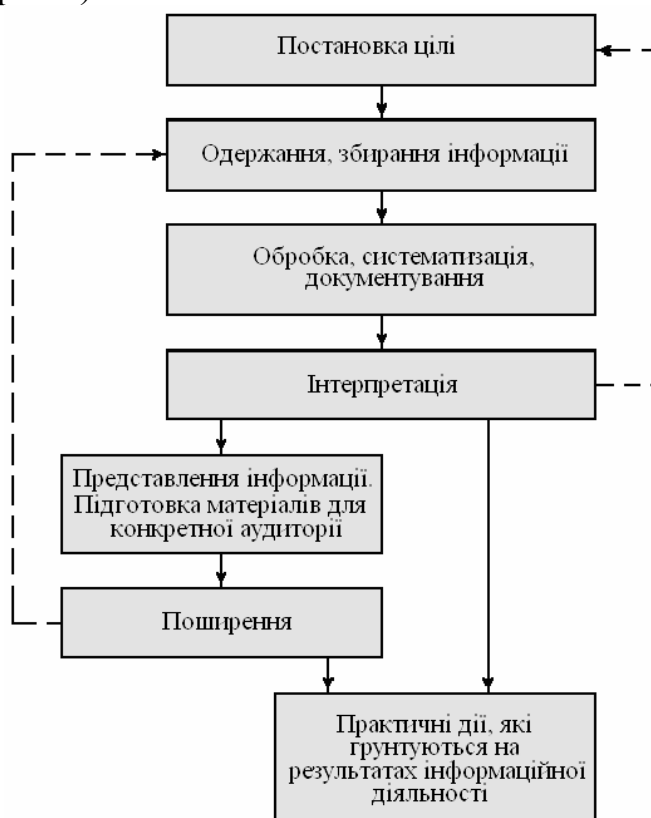 Постановка цілі
Одержання, збирання інформації
Обробка, систематизація,
документування
Інтерпретація
Представлення інформації.
Підготовка матеріалів для
конкретної аудиторії
Поширення
Практичні дії, які
грунтуються на
результатах інформаційної
діяльності